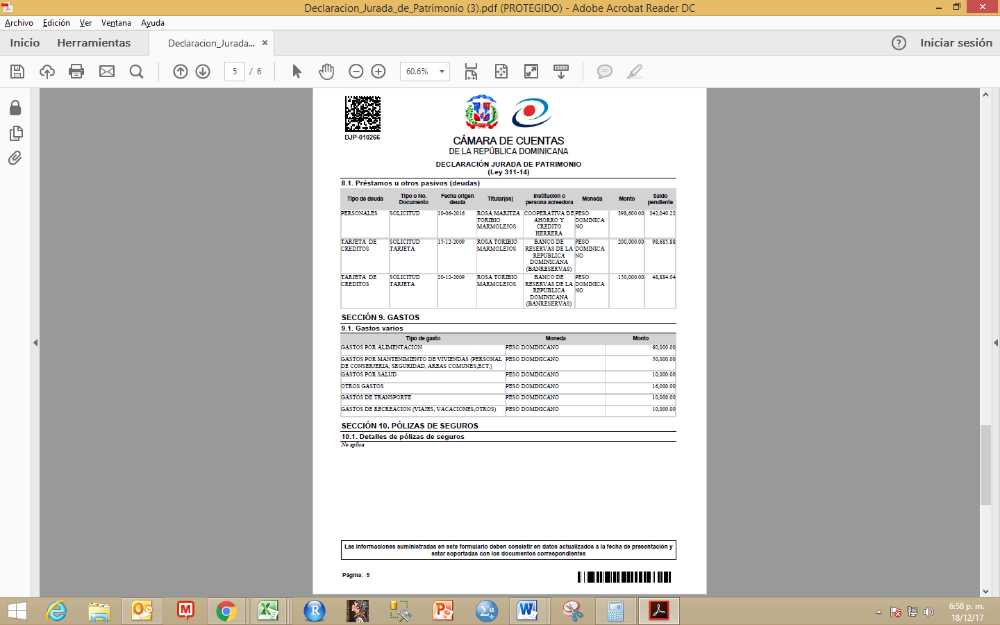 Declaracion_Jurada_de_Patrimonio (3).pdf (PROTEGIDO) - Adobe Acrobat Reader DC
Archivo Edición Ver Ventana Ayuda
Inicio Herramientas Declaracion_Jurada... × Iniciar sesión
5 / 6 60.6%
DJP-010266
CÁMARA DE CUENTAS
DE LA REPÚBLICA DOMINICANA
DECLARACIÓN JURADA DE PATRIMONIO
(Ley 311-14)
8.1. Préstamos u otros pasivos (deudas)
Tipo de deuda Tipo o No. Documento Fecha origen deuda Titular(es) Institución o persona acreedora Moneda Monto Saldo pendiente
PERSONALES SOLICITUD 10-06-2016 ROSA MARITZA COOPERATIVA DE PESO 398,600.00 342,040.22
TORIBIO AHORRO Y DOMINICA
MARMOLEJOS CREDITO NO
HERRERA
TARJETA DE SOLICITUD 15-12-2009 ROSA TORIBIO BANCO DE PESO 200,000.00 98,685.88
CREDITOS TARJETA MARMOLEJOS RESERVAS DE LA DOMINICA
REPÚBLICA NO
DOMINICANA
(BANRESERVAS)
TARJETA DE SOLICITUD 20-12-2009 ROSA TORIBIO BANCO DE PESO 150,000.00 48,884.04
CREDITOS TARJETA MARMOLEJOS RESERVAS DE LA DOMINICA
REPÚBLICA NO
DOMINICANA
(BANRESERVAS)
SECCIÓN 9. GASTOS
9.1. Gastos varios
Tipo de gasto Moneda Monto
GASTOS POR ALIMENTACION PESO DOMINICANO 60,000.00
GASTOS POR MANTENIMIENTO DE VIVIENDAS (PERSONAL PESO DOMINICANO 50,000.00
DE CONSERJERIA, SEGURIDAD, AREAS COMUNES,ECT.)
GASTOS POR SALUD PESO DOMINICANO 10,000.00
OTROS GASTOS PESO DOMINICANO 16,000.00
GASTOS DE TRANSPORTE PESO DOMINICANO 10,000.00
GASTOS DE RECREACION (VIAJES, VACACIONES,OTROS) PESO DOMINICANO 10,000.00
SECCIÓN 10. PÓLIZAS DE SEGUROS
10.1. Detalles de pólizas de seguros
No aplica
Las informaciones suministradas en este formulario deben consistir en datos actualizados a la fecha de presentación y
estar soportadas con los documentos correspondientes
Página: 5
6:58 p. m.
18/12/17